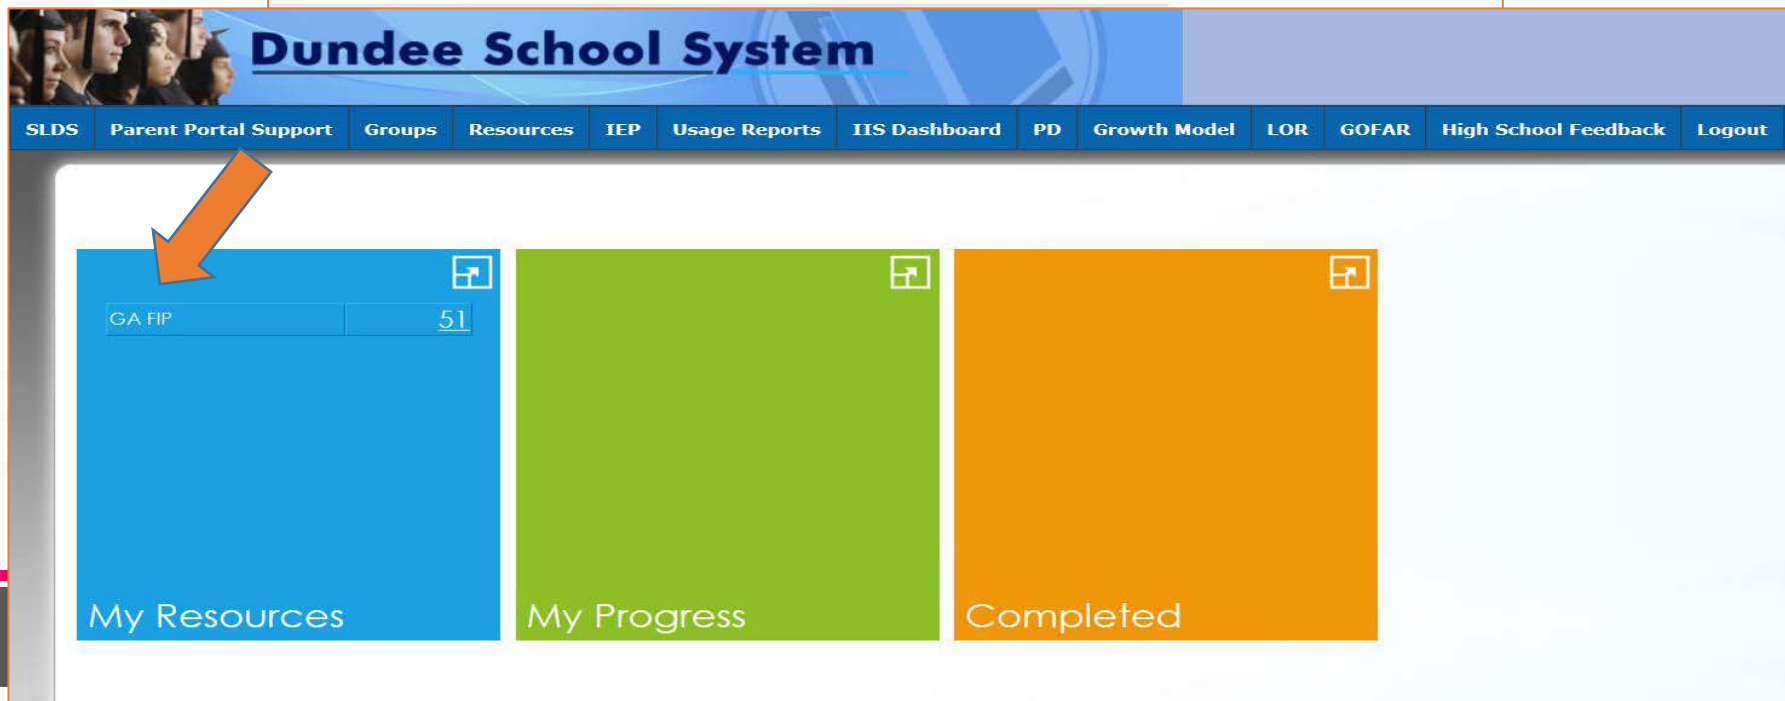 Dundee School System
SLDS Parent Portal Support Groups Resources IEP Usage Reports IIS Dashboard PD Growth Model LOR GOFAR High School Feedback Logout
GA FIP 51
My Resources
My Progress
Completed